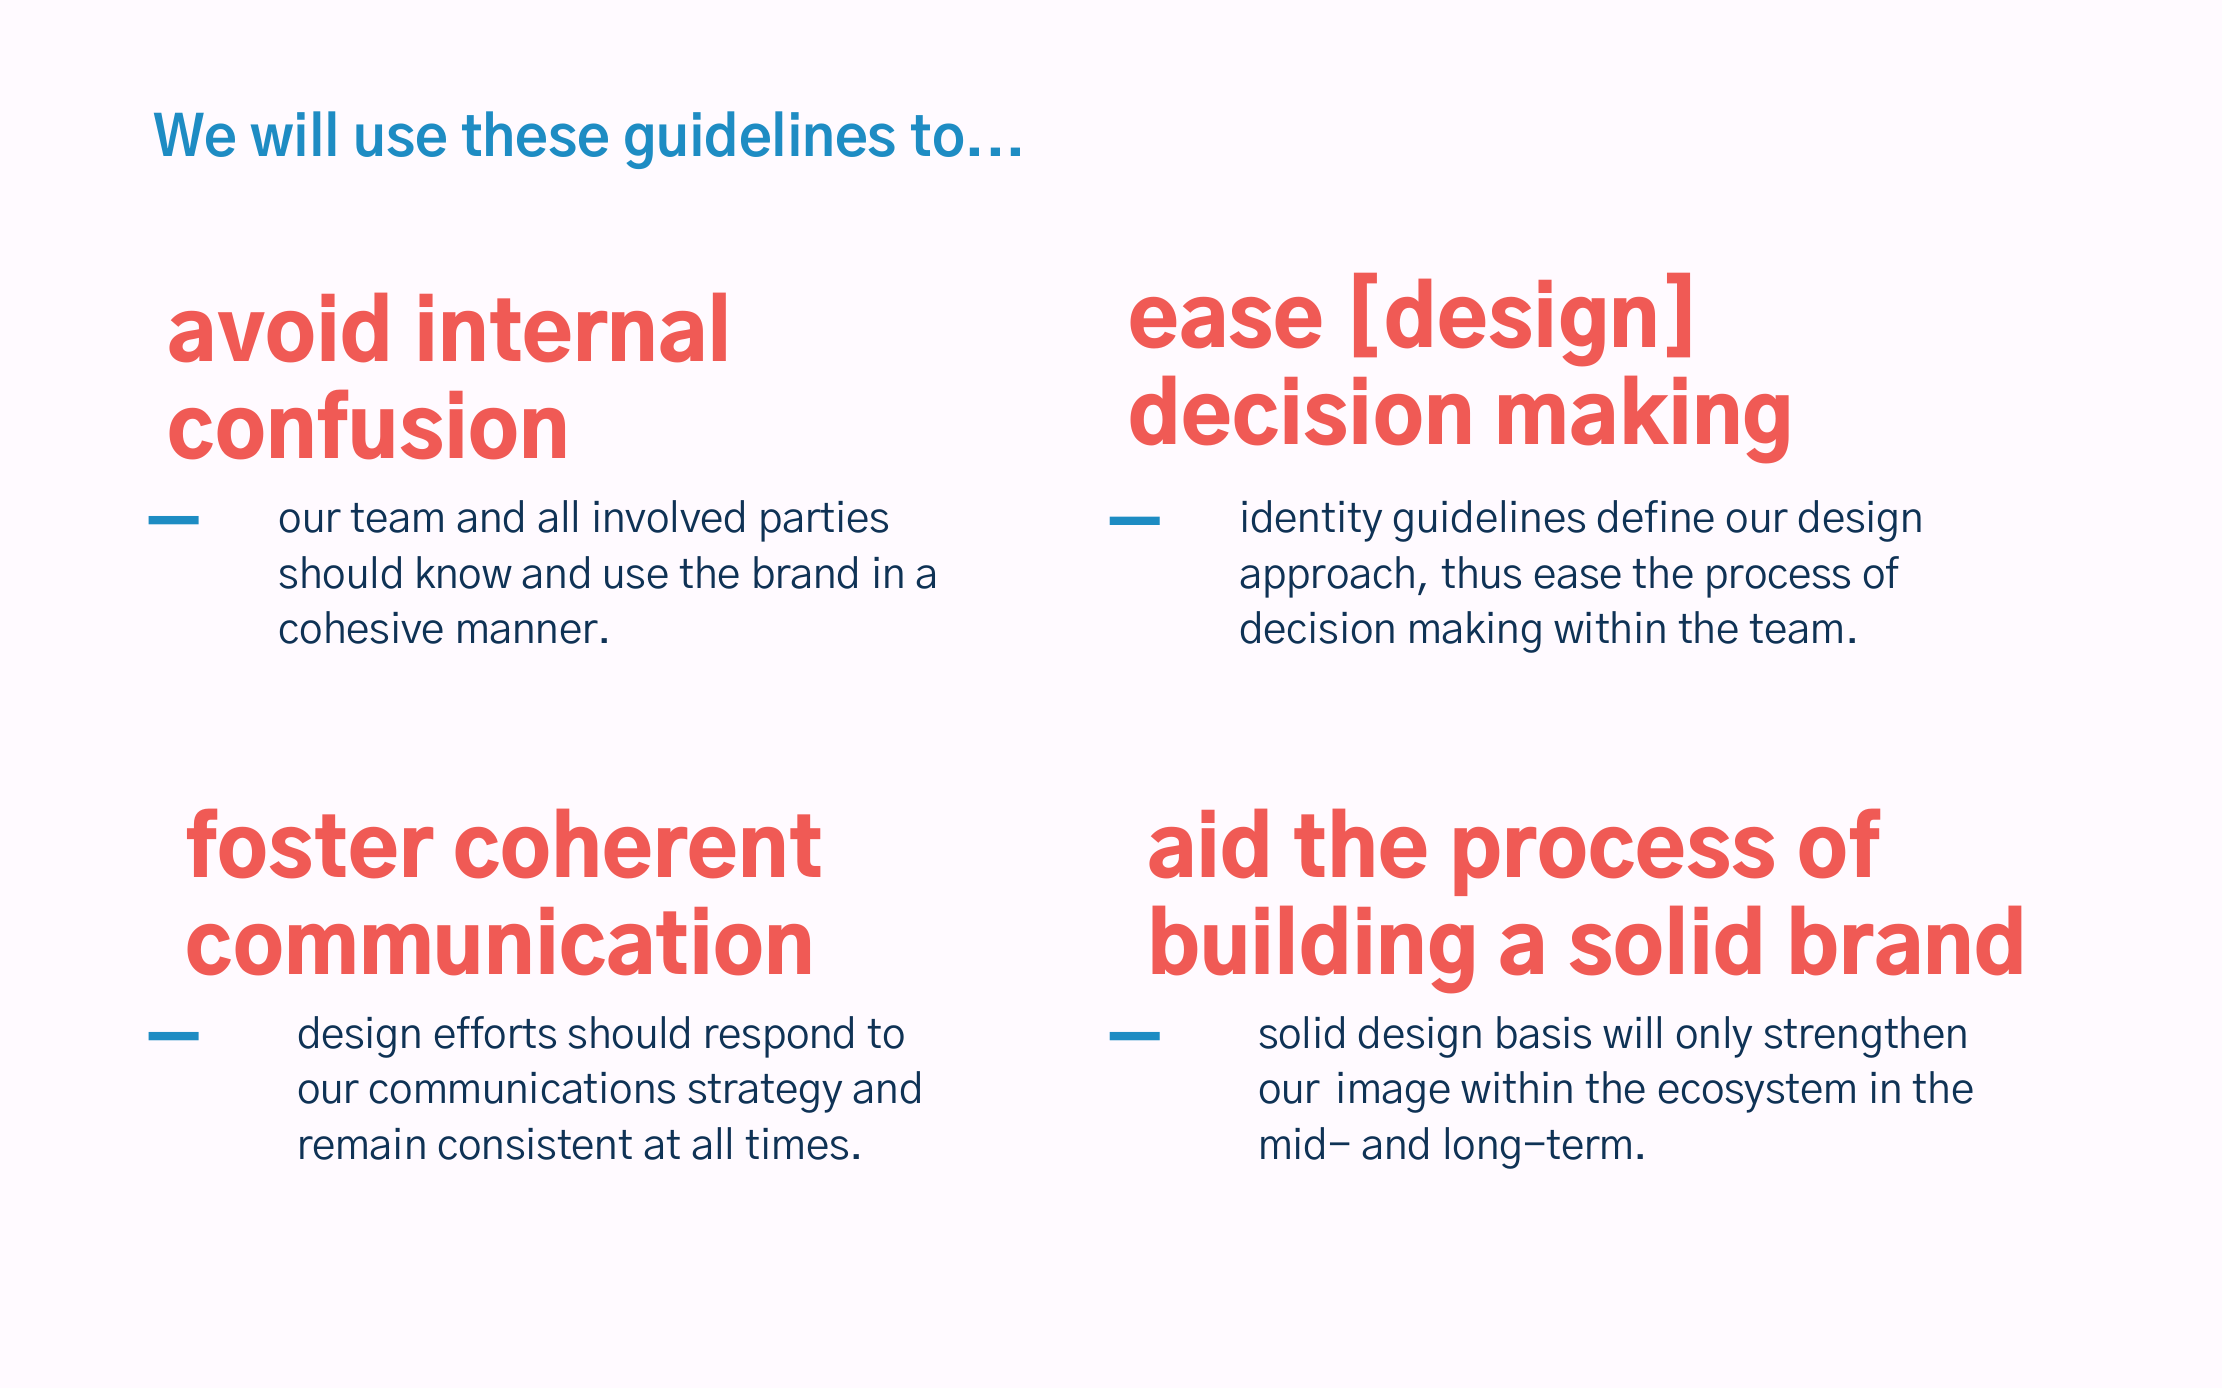 We will use these guidelines to...
avoid internal
confusion
our team and all involved parties
should know and use the brand in a
cohesive manner.
ease [design]
decision making
identity guidelines define our design
approach, thus ease the process of
decision making within the team.
foster coherent
communication
design efforts should respond to
our communications strategy and
remain consistent at all times.
aid the process of
building a solid brand
solid design basis will only strengthen
our image within the ecosystem in the
mid- and long-term.